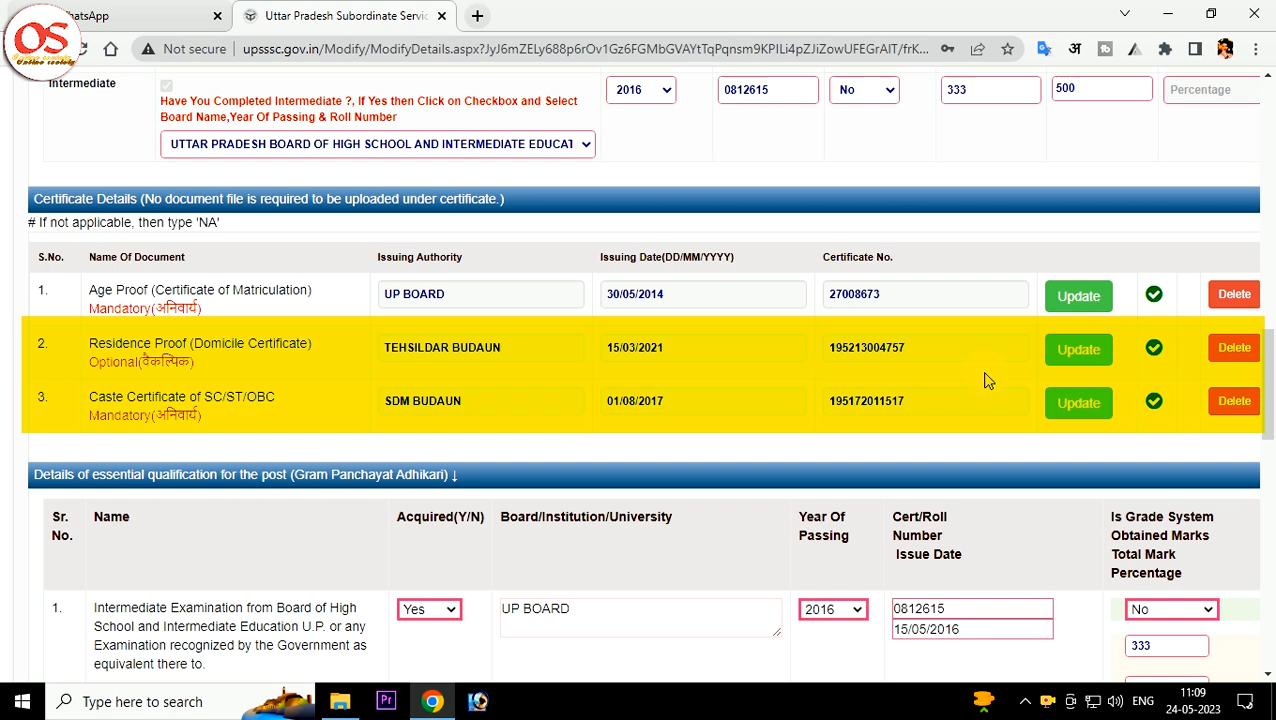 WhatsApp
Uttar Pradesh Subordinate Servic
OS
Online society
Not secure
upsssc.gov.in/Modify/ModifyDetails.aspx?JyJ6mZELy688p6rOv1Gz6FGMbGVAYtTqPqnsm9KPILi4pZJiZowUFEGrAlT/frK...
Intermediate
Have You Completed Intermediate ?, If Yes then Click on Checkbox and Select
Board Name,Year Of Passing & Roll Number
UTTAR PRADESH BOARD OF HIGH SCHOOL AND INTERMEDIATE EDUCAT
2016 0812615 No 333 500 Percentage
Certificate Details (No document file is required to be uploaded under certificate.)
# If not applicable, then type 'NA'
S.No. Name Of Document Issuing Authority Issuing Date(DD/MM/YYYY) Certificate No.
1. Age Proof (Certificate of Matriculation) UP BOARD 30/05/2014 27008673 Update Delete
Mandatory(अनिवार्य)
2. Residence Proof (Domicile Certificate) TEHSILDAR BUDAUN 15/03/2021 195213004757 Update Delete
Optional(वैकल्पिक)
3. Caste Certificate of SC/ST/OBC SDM BUDAUN 01/08/2017 195172011517 Update Delete
Mandatory(अनिवार्य)
Details of essential qualification for the post (Gram Panchayat Adhikari) ↓
Sr. No.
Name
Acquired(Y/N)
Board/Institution/University
Year Of
Passing
Cert/Roll
Number
Issue Date
Is Grade System
Obtained Marks
Total Mark
Percentage
1.
Intermediate Examination from Board of High
School and Intermediate Education U.P. or any
Examination recognized by the Government as
equivalent there to.
Yes
UP BOARD
2016
0812615
15/05/2016
No
333
Type here to search
Pr
ENG
11:09
24-05-2023